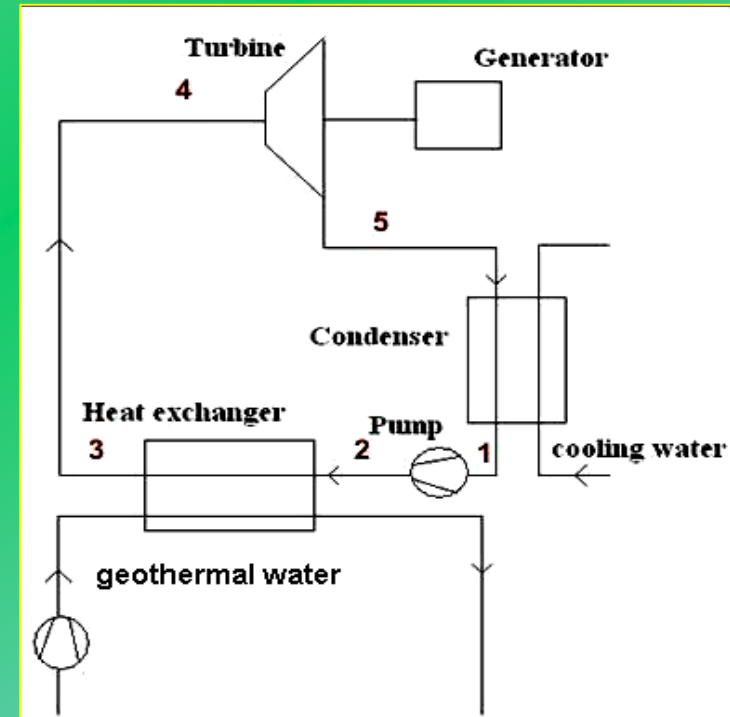 Turbine
Generator
4
5
Condenser
Heat exchanger
Pump
3
2
1
cooling water
geothermal water